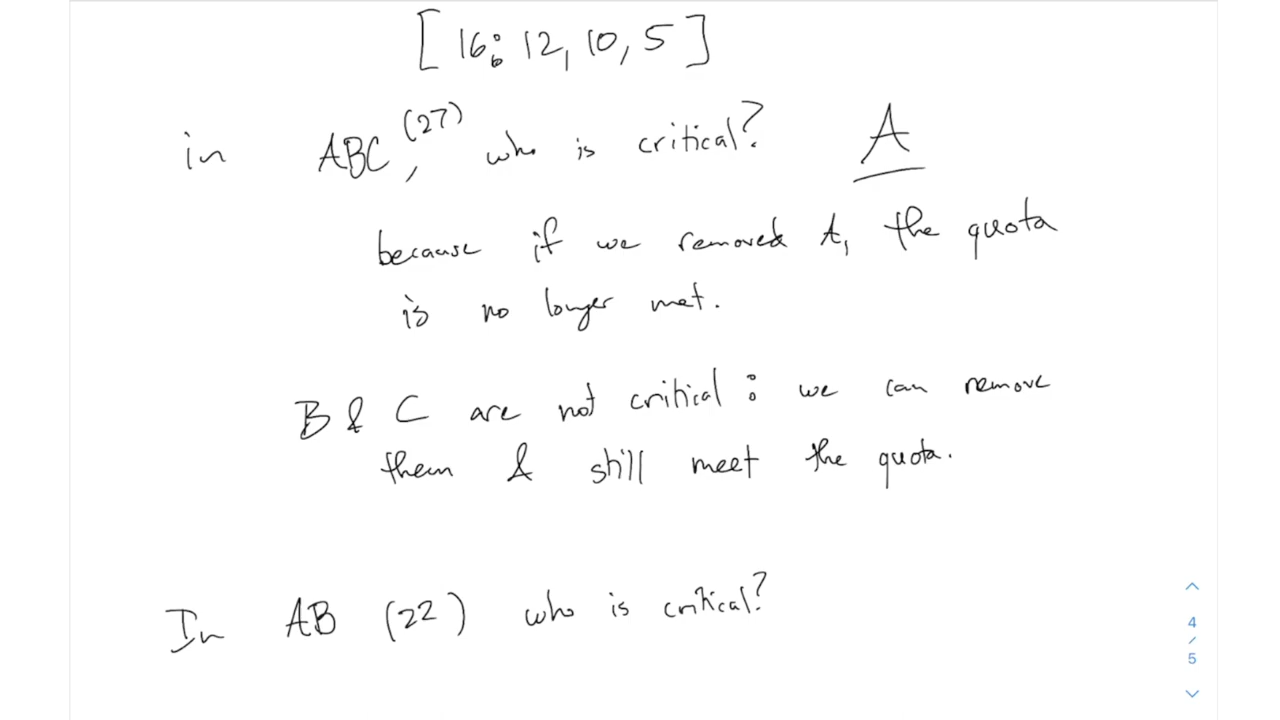 [16: 12, 10, 5]
in ABC, (27) who is critical? A
because if we removed A, the quota
is no longer met.
B & C are not critical: we can remove
them & still meet the quota.
In AB (22) who is critical?
4
/
5